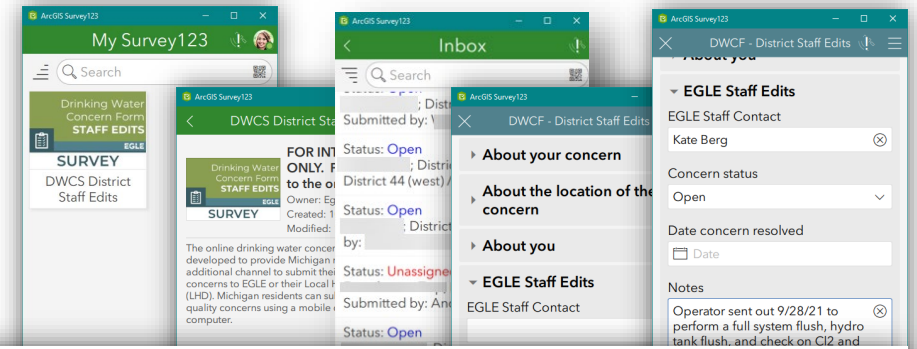 ArcGIS Survey123
My Survey123
Search
Drinking Water
Concern Form
STAFF EDITS
EGLE
SURVEY
DWCS District
Staff Edits
ArcGIS Survey123
DWCS District Sta
Drinking Water
Concern Form
STAFF EDITS
EGLE
SURVEY
FOR INT
ONLY.
to the or
Owner: Eg
Created: 1
Modified:
The online drinking water concer
developed to provide Michigan r
additional channel to submit thei
concerns to EGLE or their Local H
(LHD). Michigan residents can su
quality concerns using a mobile
computer.
ArcGIS Survey123
Inbox
Search
Status: Open
; Distr
Submitted by:
Status: Open
; Distri
District 44 (west) /
Status: Open
; District
by:
Status: Unassigne
Submitted by: And
Status: Open
ArcGIS Survey123
DWCF - District Staff Edits
About your concern
About the location of the
concern
About you
EGLE Staff Edits
EGLE Staff Contact
ArcGIS Survey123
DWCF - District Staff Edits
About you
EGLE Staff Edits
EGLE Staff Contact
Kate Berg
Concern status
Open
Date concern resolved
Date
Notes
Operator sent out 9/28/21 to
perform a full system flush, hydro
tank flush, and check on Cl2 and